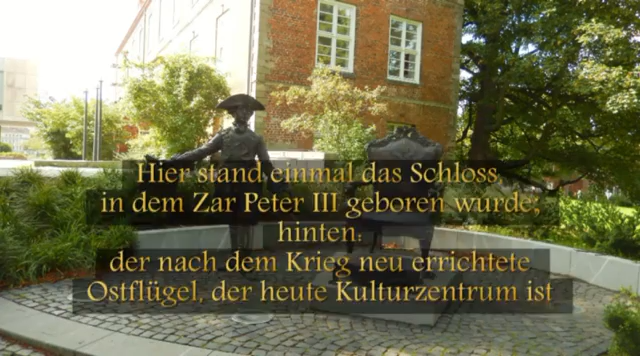 Hier stand einmal das Schloss,
in dem Zar Peter III geboren wurde;
hinten:
der nach dem Krieg neu errichtete
Ostflügel, der heute Kulturzentrum ist